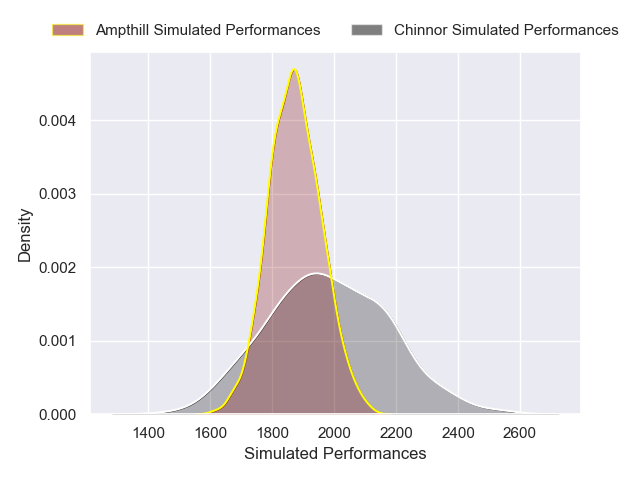 Ampthill Simulated Performances
Chinnor Simulated Performances
Density
0.004
0.003
0.002
0.001
0.000
1400 1600 1800 2000 2200 2400 2600
Simulated Performances